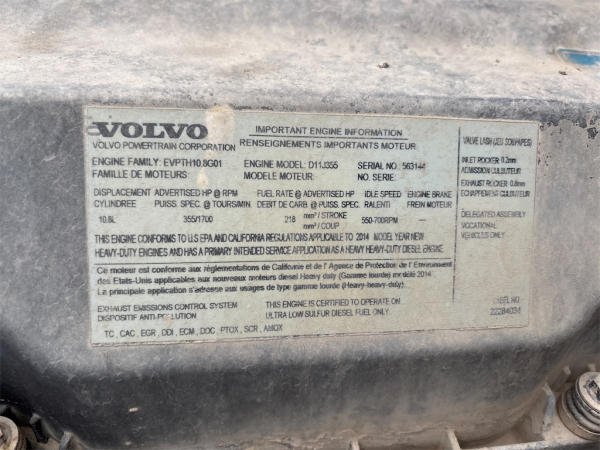 VOLVO
VOLVO POWERTRAIN CORPORATION
IMPORTANT ENGINE INFORMATION
RENSEIGNEMENTS IMPORTANTS MOTEUR
ENGINE FAMILY: EVPTH10.8G01 ENGINE MODEL: D11J355 SERIAL NO
FAMILLE DE MOTEURS: MODELE MOTEUR: NO. SERIE:
DISPLACEMENT ADVERTISED HP @ RPM FUEL RATE @ ADVERTISED HP IDLE SPEED ENGINE BRAKE
CYLINDREE PUISS. SPEC. @ TOURS/MIN. DEBIT DE CARB. @ PUISS. SPEC. RALENTI
10.8L 355/1700 218 mm³ / STROKE 550-700RPM —
mm³ / COUP
THIS ENGINE CONFORMS TO U.S EPA AND CALIFORNIA REGULATIONS APPLICABLE TO 2014 MODEL YEAR NEW
HEAVY-DUTY ENGINES AND HAS A PRIMARY INTENDED SERVICE APPLICATION AS A HEAVY HEAVY-DUTY DIESEL ENGINE.
Ce moteur est conforme aux réglementations de Californie et de l' Agence de Protection de l' Environment
des Etats-Unis applicables aux nouveaux moteurs diesel Heavy duty (Gamme lourde) my été 2014
La principale application est aux usages de type gamme lourde (Heavy-heavy-duty).
EXHAUST EMISSIONS CONTROL SYSTEM THIS ENGINE IS CERTIFIED TO OPERATE ON
DISPOSITIF ANTI-POLLUTION ULTRA LOW SULFUR DIESEL FUEL ONLY.
TC, CAC, EGR, DDI, ECM, DOC, PTOX, SCR, AMOX
VALVE LASH (JEU SOUPAPES)
INLET ROCKER: 0.2mm
ADMISSION CULBUTEUR
EXHAUST ROCKER: 0.8mm
ECHAPPEMENT CULBUTEUR
DELEGATED ASSEMBLY
VOCATIONAL
VEHICLES ONLY
LABEL NO
22284034